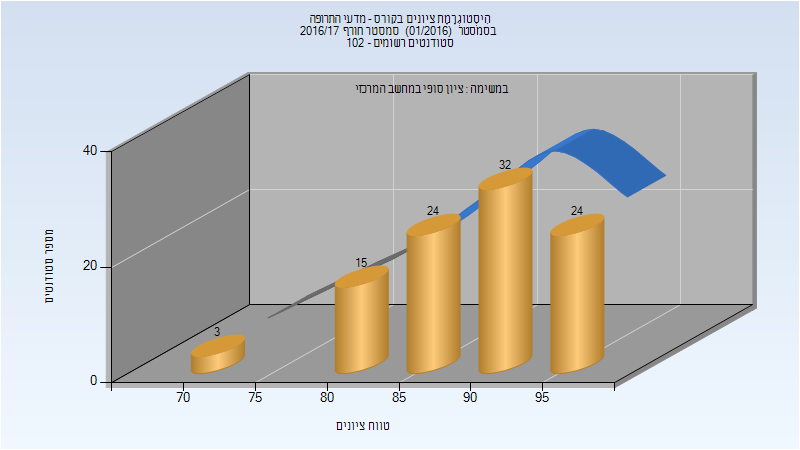 היסטוגרמת ציונים בקורס - מדעי התרופה
בסמסטר (01/2016) סמסטר חורף 2016/17
סטודנטים רשומים - 102
במשימה : ציון סופי במחשב המרכזי
מספר סטודנטים
40
20
0
3
15
24
32
24
70 75 80 85 90 95
טווח ציונים